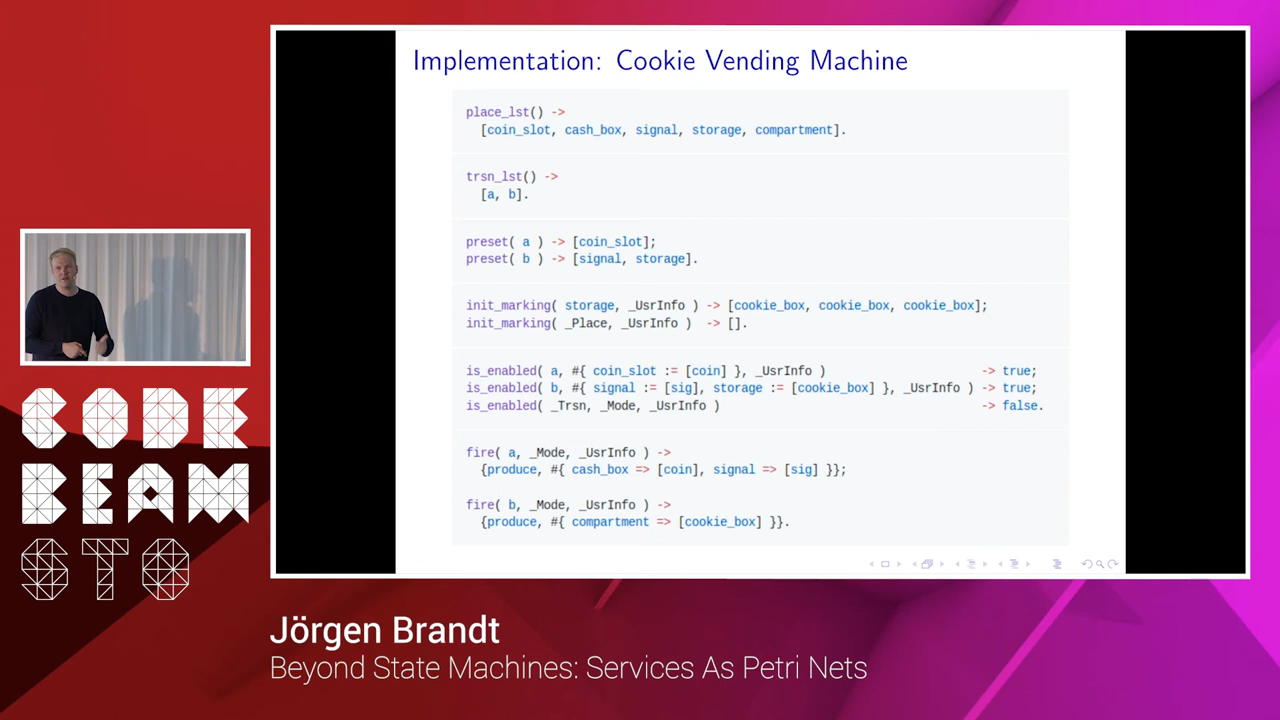 Implementation: Cookie Vending Machine
place_lst() ->
[coin_slot, cash_box, signal, storage, compartment].
trsn_lst() ->
[a, b].
preset( a ) -> [coin_slot];
preset( b ) -> [signal, storage].
init_marking( storage, _UsrInfo ) -> [cookie_box, cookie_box, cookie_box];
init_marking( _Place, _UsrInfo ) -> [].
is_enabled( a, #{ coin_slot := [coin] }, _UsrInfo ) -> true;
is_enabled( b, #{ signal := [sig], storage := [cookie_box] }, _UsrInfo ) -> true;
is_enabled( _Trsn, _Mode, _UsrInfo ) -> false.
fire( a, _Mode, _UsrInfo ) ->
{produce, #{ cash_box => [coin], signal => [sig] }};
fire( b, _Mode, _UsrInfo ) ->
{produce, #{ compartment => [cookie_box] }}.
CODE
BEAM
STO
Jörgen Brandt
Beyond State Machines: Services As Petri Nets